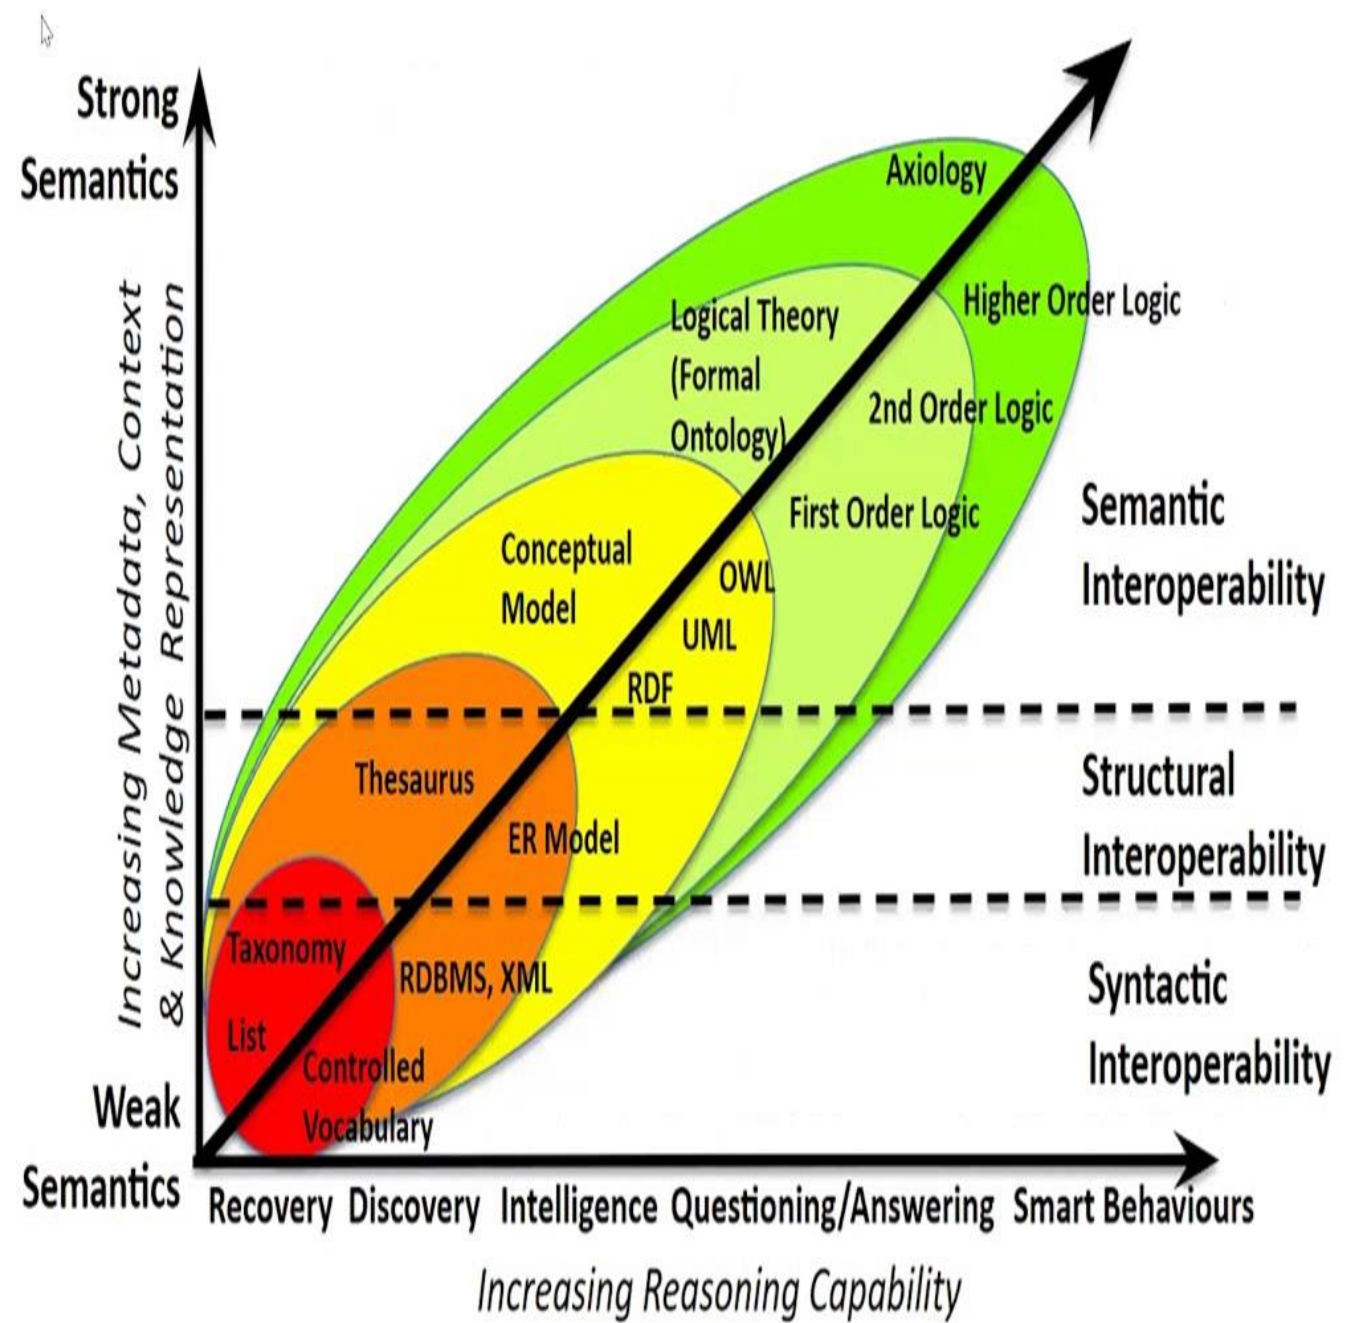 Strong
Semantics
Increasing Metadata, Context
& Knowledge Representation
Weak
Semantics
Axiology
Higher Order Logic
Logical Theory
(Formal
Ontology)
2nd Order Logic
First Order Logic
Conceptual
Model
OWL
UML
RDF
Thesaurus
ER Model
Taxonomy
RDBMS, XML
List
Controlled
Vocabulary
Semantic
Interoperability
Structural
Interoperability
Syntactic
Interoperability
Recovery Discovery Intelligence Questioning/Answering Smart Behaviours
Increasing Reasoning Capability